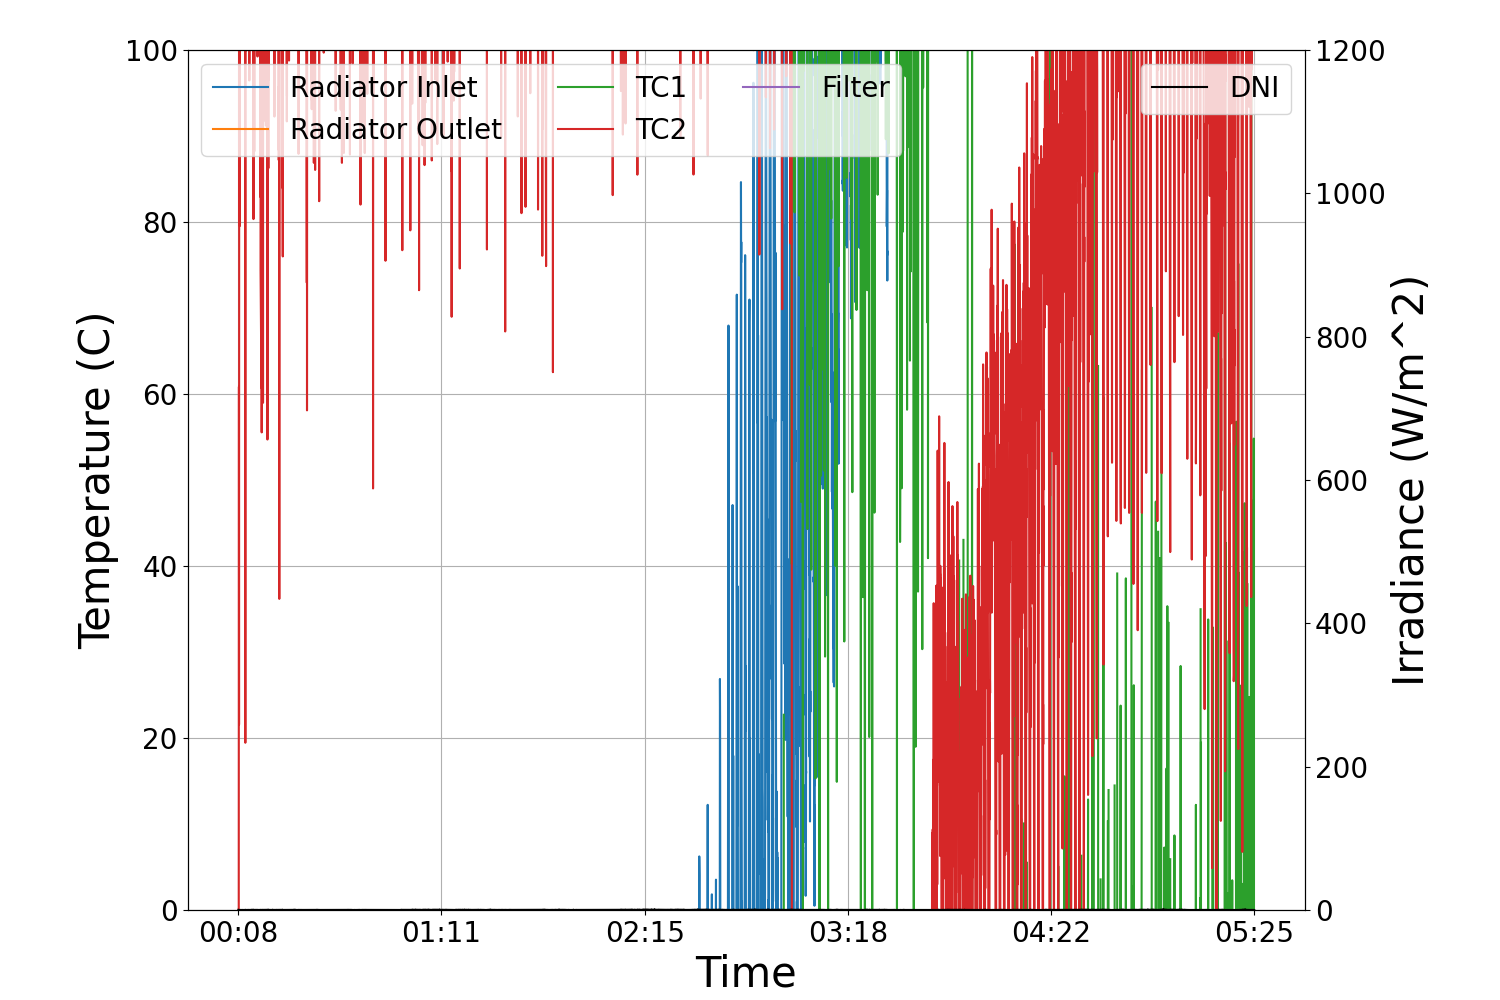 100
80
60
40
20
0
Temperature (C)
Radiator Inlet
Radiator Outlet
TC1
TC2
Filter
DNI
1200
1000
800
600
400
200
0
Irradiance (W/m^2)
00:08
01:11
02:15
03:18
04:22
05:25
Time